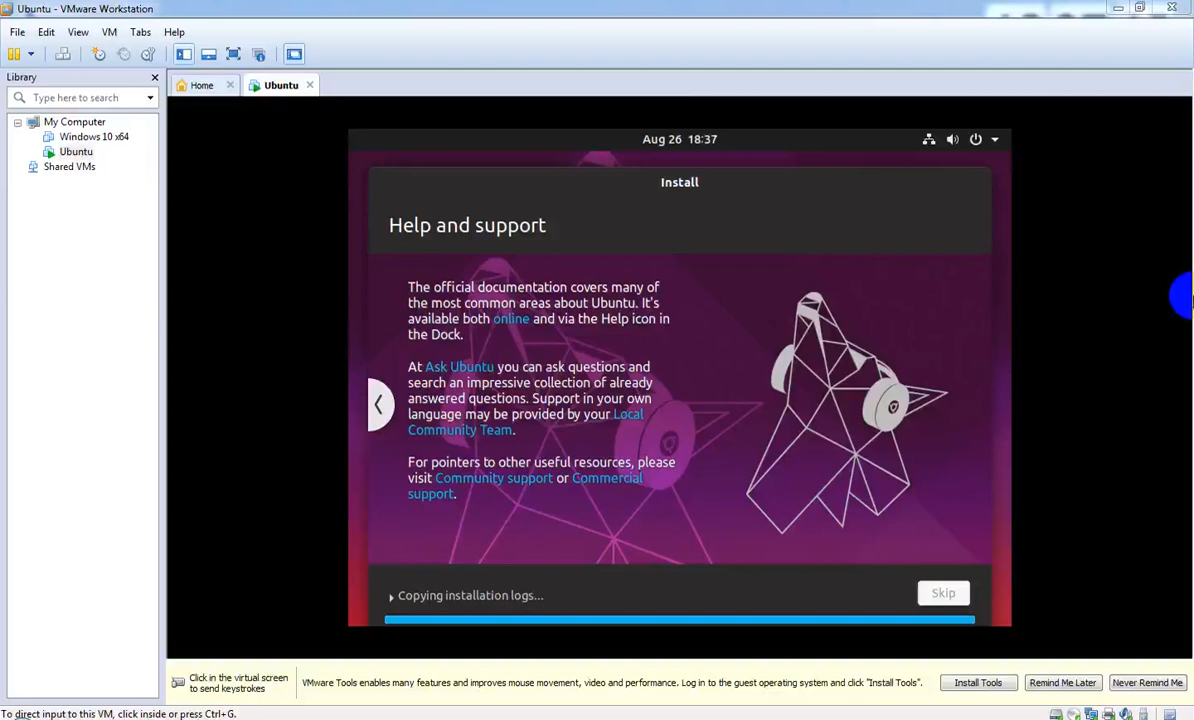 Ubuntu - VMware Workstation
File Edit View VM Tabs Help
Library
Type here to search
My Computer
Windows 10 x64
Ubuntu
Shared VMs
Home
Ubuntu
Aug 26 18:37
Install
Help and support
The official documentation covers many of
the most common areas about Ubuntu. It's
available both online and via the Help icon in
the Dock.
At Ask Ubuntu you can ask questions and
search an impressive collection of already
answered questions. Support in your own
language may be provided by your Local
Community Team.
For pointers to other useful resources, please
visit Community support or Commercial
support.
Copying installation logs...
Skip
Click in the virtual screen
to send keystrokes
VMware Tools enables many features and improves mouse movement, video and performance. Log in to the guest operating system and click "Install Tools".
Install Tools
Remind Me Later
Never Remind Me
To direct input to this VM, click inside or press Ctrl+G.